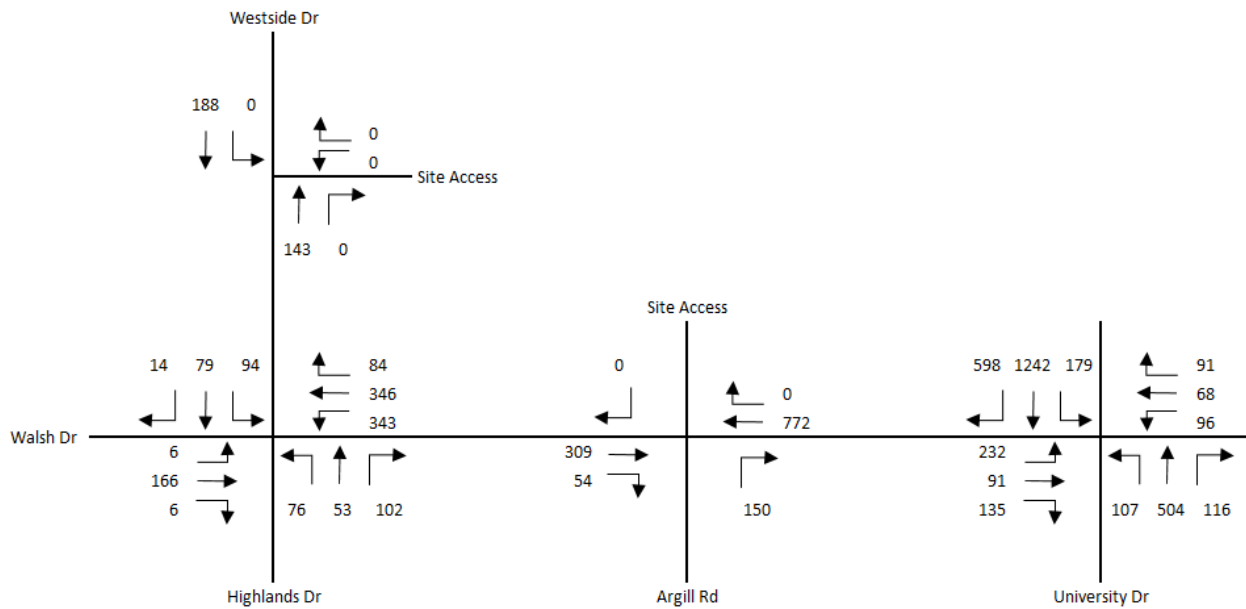 Westside Dr
188 0
0
0
Site Access
143 0
Site Access
14 79 94
84
346
343
0
0
772
598 1242 179
91
68
96
Walsh Dr
6
166
6
76 53 102
309
54
150
232
91
135
107 504 116
Highlands Dr
Argill Rd
University Dr